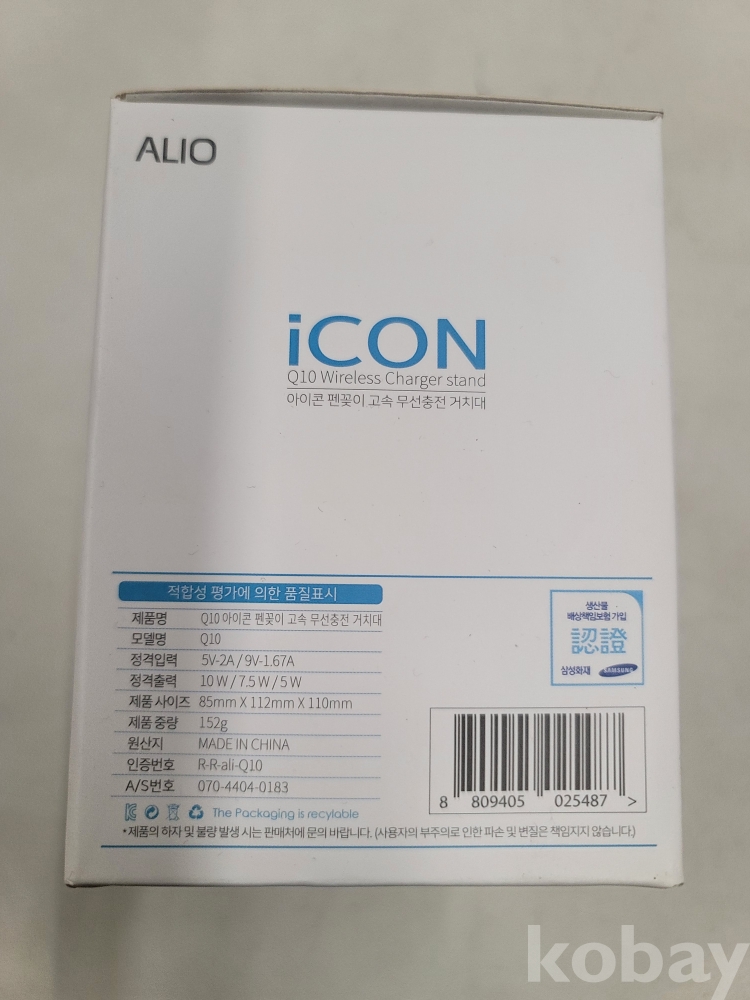 ALIO
iCON
Q10 Wireless Charger stand
아이콘 펜꽂이 고속 무선충전 거치대
적합성 평가에 의한 품질표시
제품명 Q10 아이콘 펜꽂이 고속 무선충전 거치대
모델명 Q10
정격입력 5V-2A / 9V-1.67A
정격출력 10 W / 7.5 W / 5 W
제품 사이즈 85mm X 112mm X 110mm
제품 중량 152g
원산지 MADE IN CHINA
인증번호 R-R-ali-Q10
A/S번호 070-4404-0183
The Packaging is recylable
생산물
배상책임보험 가입
認證
삼성화재 SAMSUNG
8 809405 025487 >
* 제품의 하자 및 불량 발생 시는 판매처에 문의 바랍니다. (사용자의 부주의로 인한 파손 및 변질은 책임지지 않습니다.)
kobay